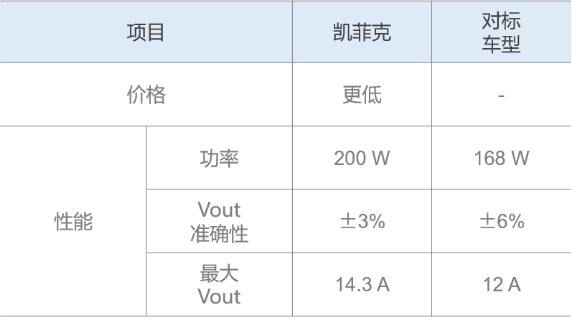 项目 凯菲克 对标
车型
价格 更低 -
性能 功率 200 W 168 W
Vout
准确性 ±3% ±6%
最大
Vout 14.3 A 12 A